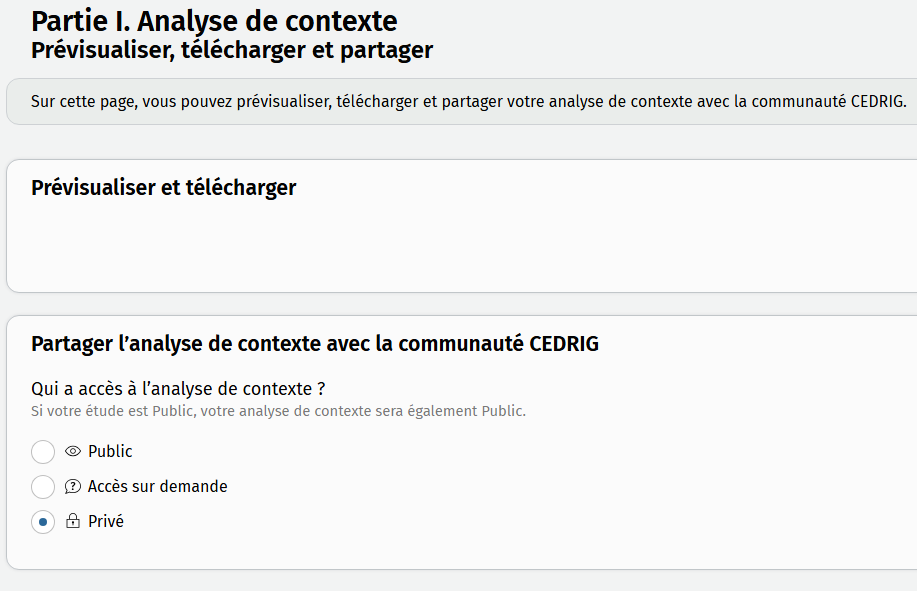 Partie I. Analyse de contexte
Prévisualiser, télécharger et partager
Sur cette page, vous pouvez prévisualiser, télécharger et partager votre analyse de contexte avec la communauté CEDRIG.
Prévisualiser et télécharger
Partager l’analyse de contexte avec la communauté CEDRIG
Qui a accès à l’analyse de contexte ?
Si votre étude est Public, votre analyse de contexte sera également Public.
Public
Accès sur demande
Privé